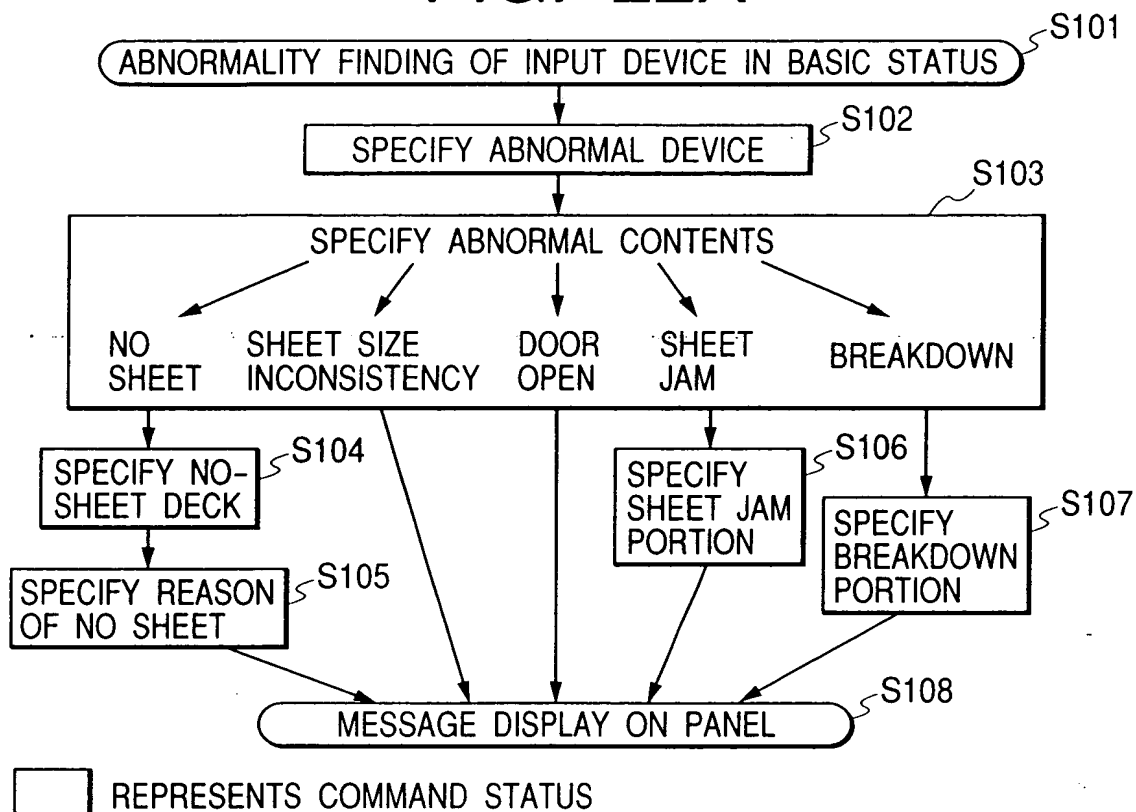 S101
ABNORMALITY FINDING OF INPUT DEVICE IN BASIC STATUS
S102
SPECIFY ABNORMAL DEVICE
S103
SPECIFY ABNORMAL CONTENTS
NO
SHEET
SHEET SIZE
INCONSISTENCY
DOOR
OPEN
SHEET
JAM
BREAKDOWN
S104
SPECIFY NO-
SHEET DECK
S105
SPECIFY REASON
OF NO SHEET
S106
SPECIFY
SHEET JAM
PORTION
S107
SPECIFY
BREAKDOWN
PORTION
S108
MESSAGE DISPLAY ON PANEL
REPRESENTS COMMAND STATUS